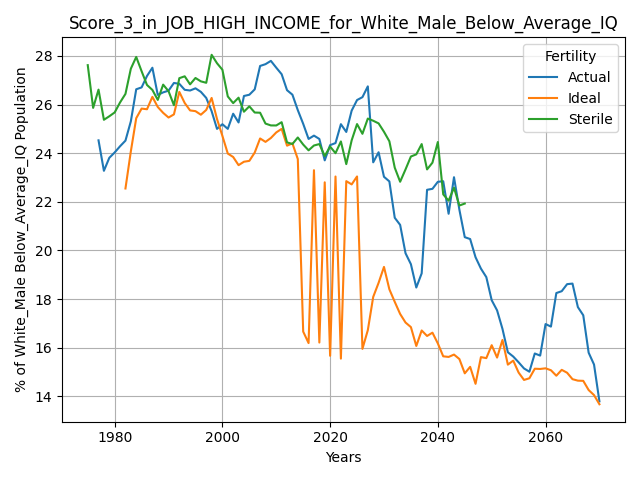 Score_3_in_JOB_HIGH_INCOME_for_White_Male_Below_Average_IQ
% of White_Male Below_Average_IQ Population
28
26
24
22
20
18
16
14
Fertility
Actual
Ideal
Sterile
1980 2000 2020 2040 2060
Years